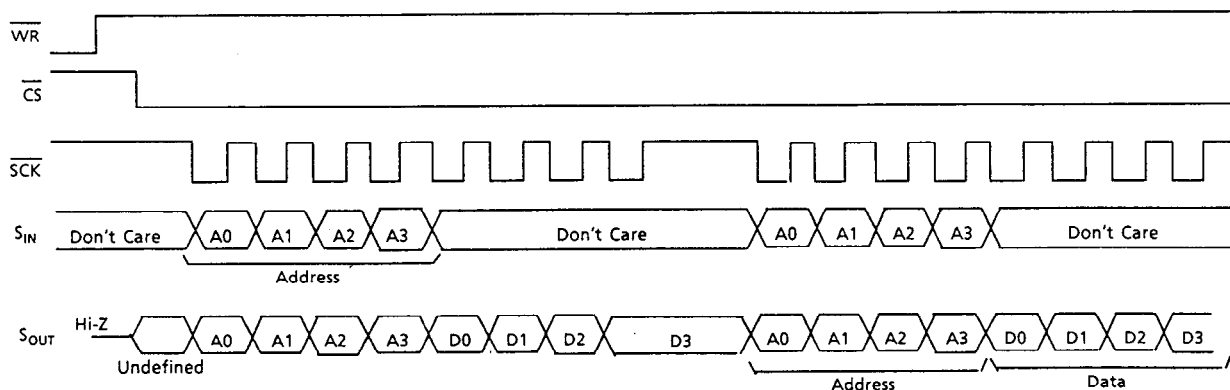 WR
CS
SCK
SIN Don't Care A0 A1 A2 A3 Don't Care A0 A1 A2 A3 Don't Care
Address
SOUT Hi-Z A0 A1 A2 A3 D0 D1 D2 D3 A0 A1 A2 A3 D0 D1 D2 D3
Undefined
Address Data